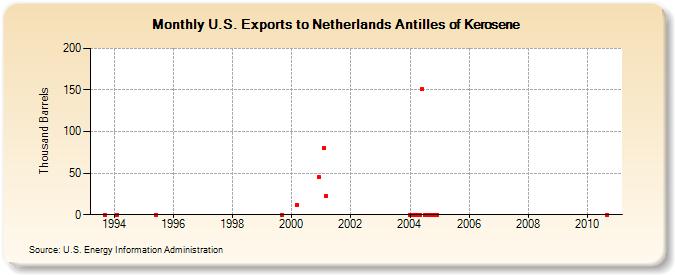 Monthly U.S. Exports to Netherlands Antilles of Kerosene
Thousand Barrels
200
150
100
50
0
1994 1996 1998 2000 2002 2004 2006 2008 2010
Source: U.S. Energy Information Administration